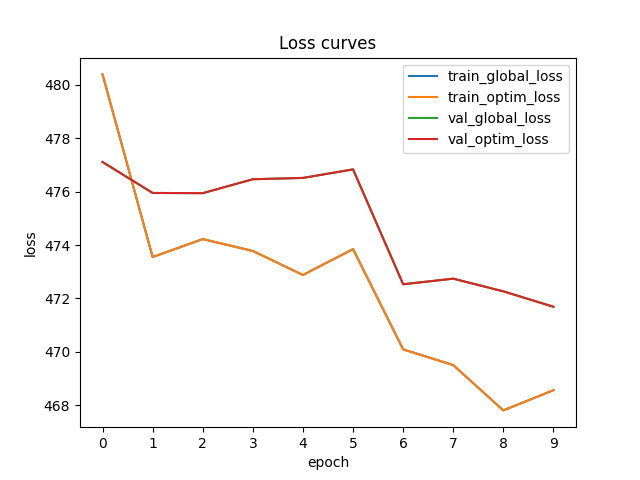 Loss curves
train_global_loss
train_optim_loss
val_global_loss
val_optim_loss
480
478
476
474
472
470
468
loss
0 1 2 3 4 5 6 7 8 9
epoch